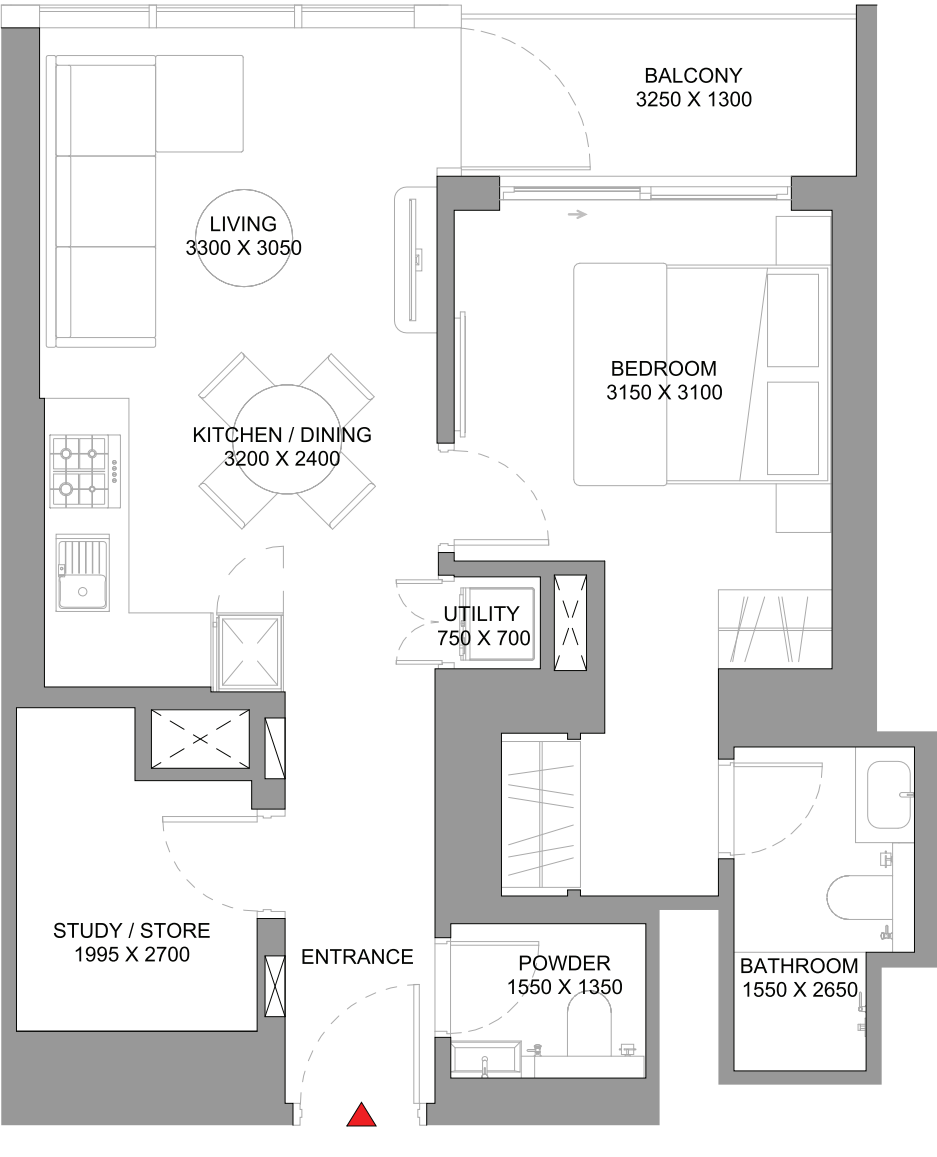 BALCONY
3250 X 1300
LIVING
3300 X 3050
BEDROOM
3150 X 3100
KITCHEN / DINING
3200 X 2400
UTILITY
750 X 700
STUDY / STORE
1995 X 2700
ENTRANCE
POWDER
1550 X 1350
BATHROOM
1550 X 2650